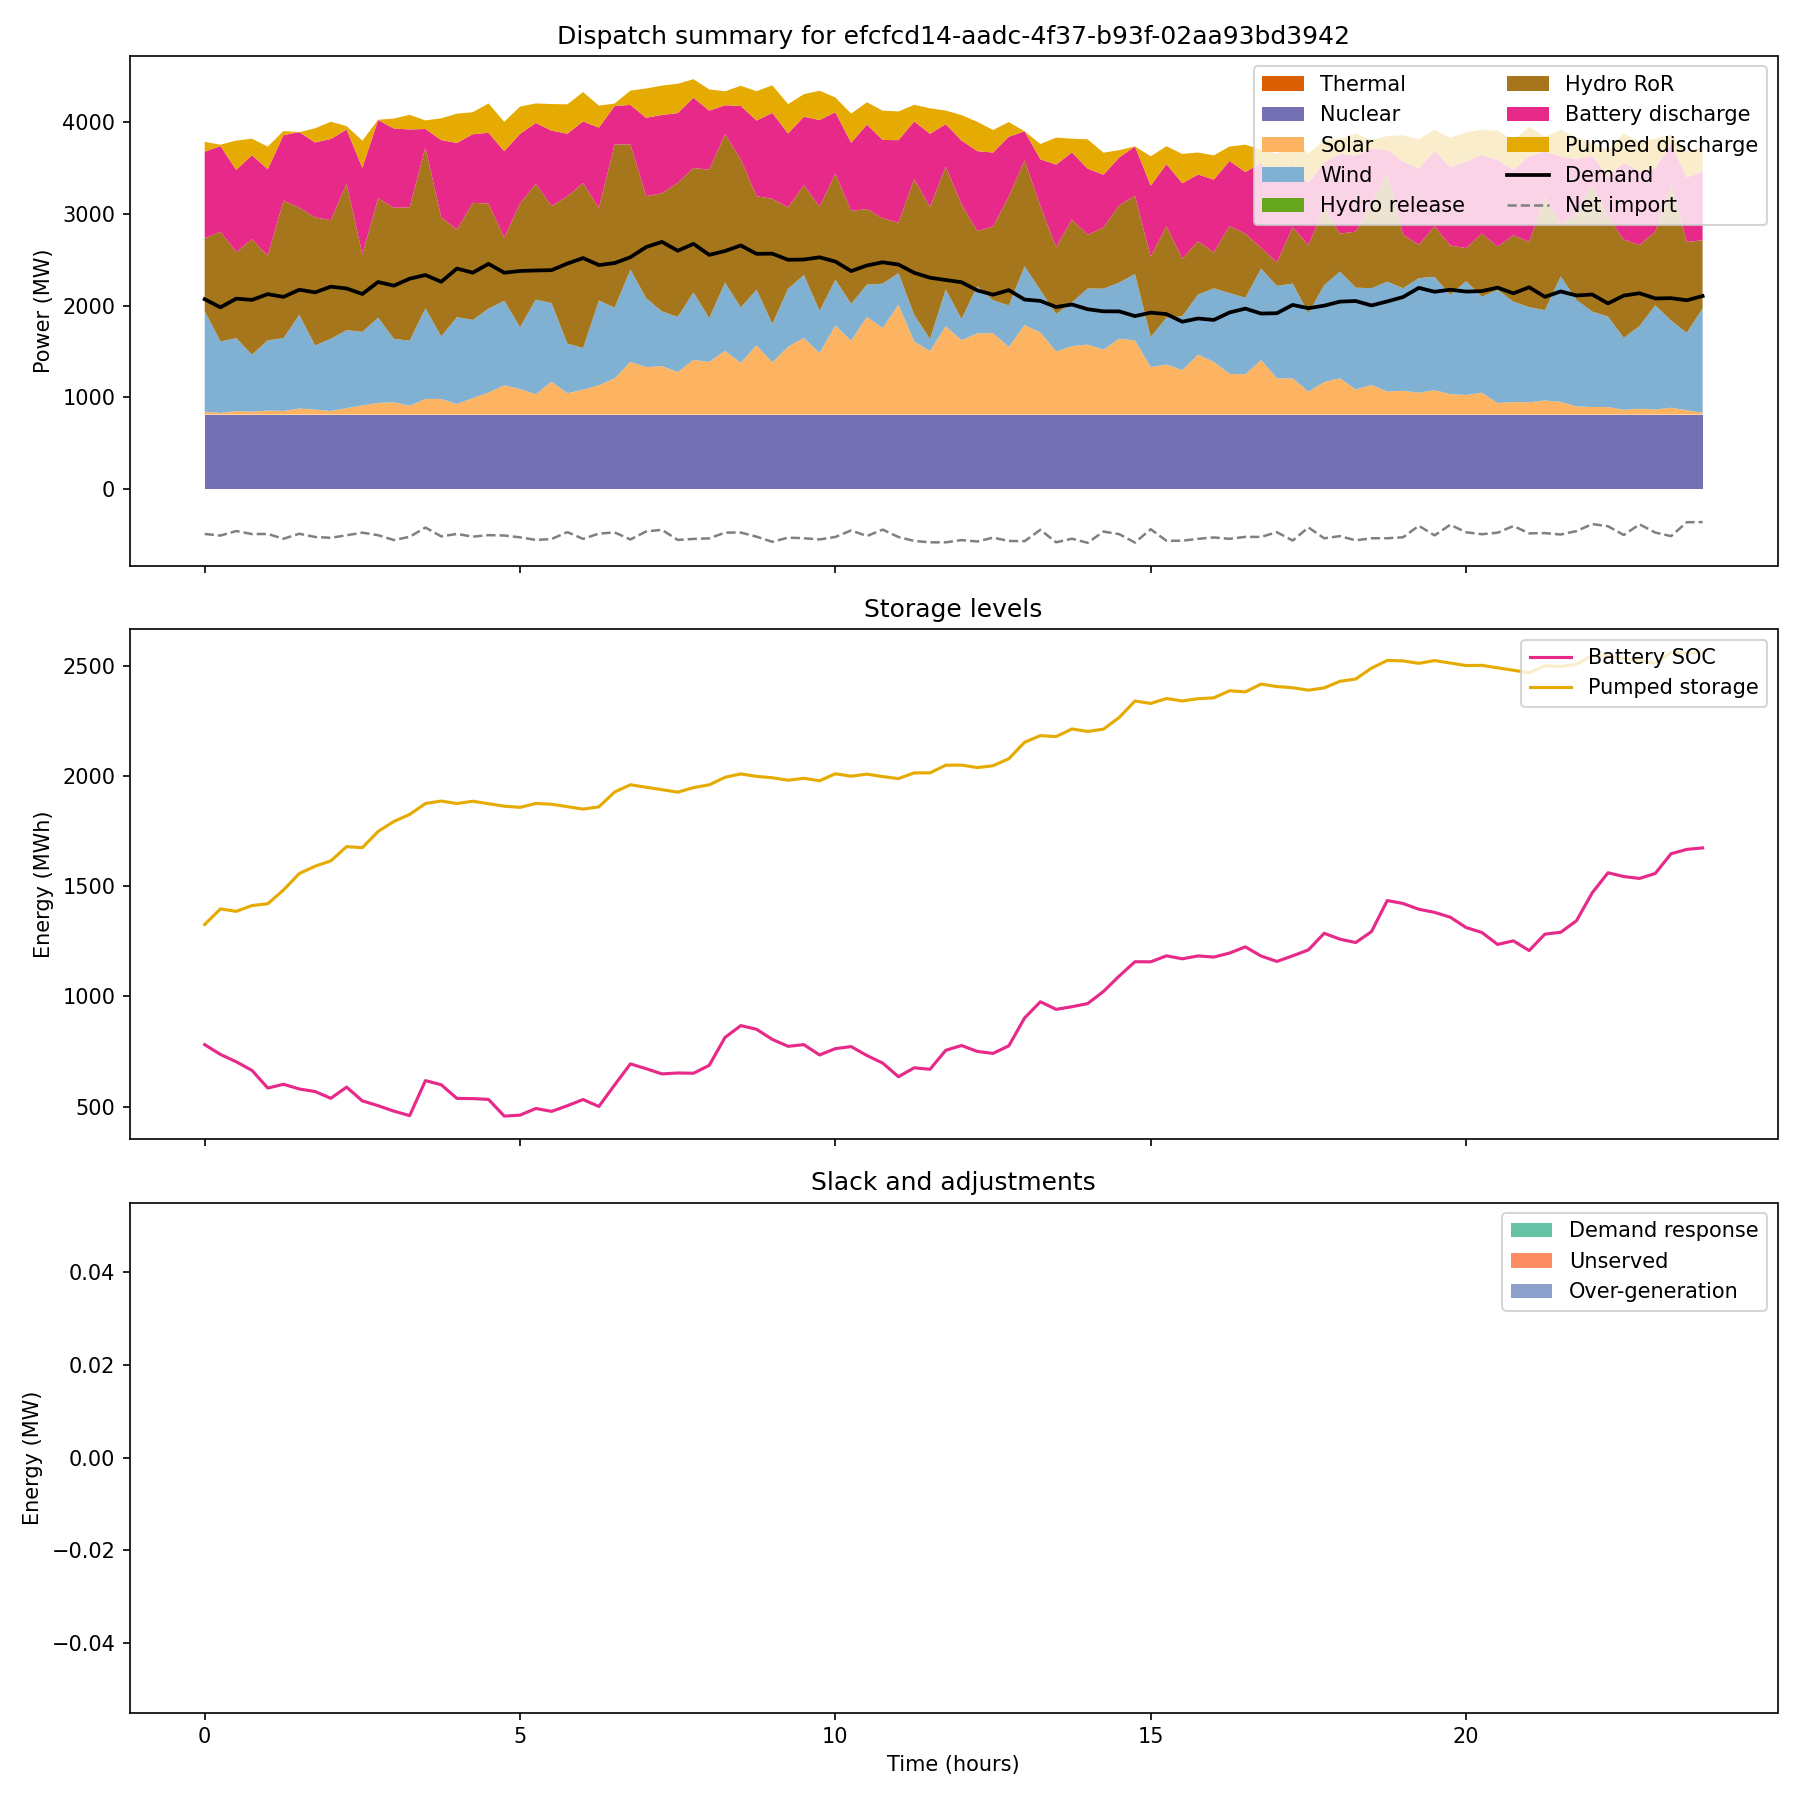 Dispatch summary for efcfcd14-aadc-4f37-b93f-02aa93bd3942
Power (MW)
4000
3000
2000
1000
0
Thermal
Nuclear
Solar
Wind
Hydro release
Hydro RoR
Battery discharge
Pumped discharge
Demand
Net import
Storage levels
Energy (MWh)
2500
2000
1500
1000
500
Battery SOC
Pumped storage
Slack and adjustments
Energy (MW)
0.04
0.02
0.00
−0.02
−0.04
Demand response
Unserved
Over-generation
0 5 10 15 20
Time (hours)